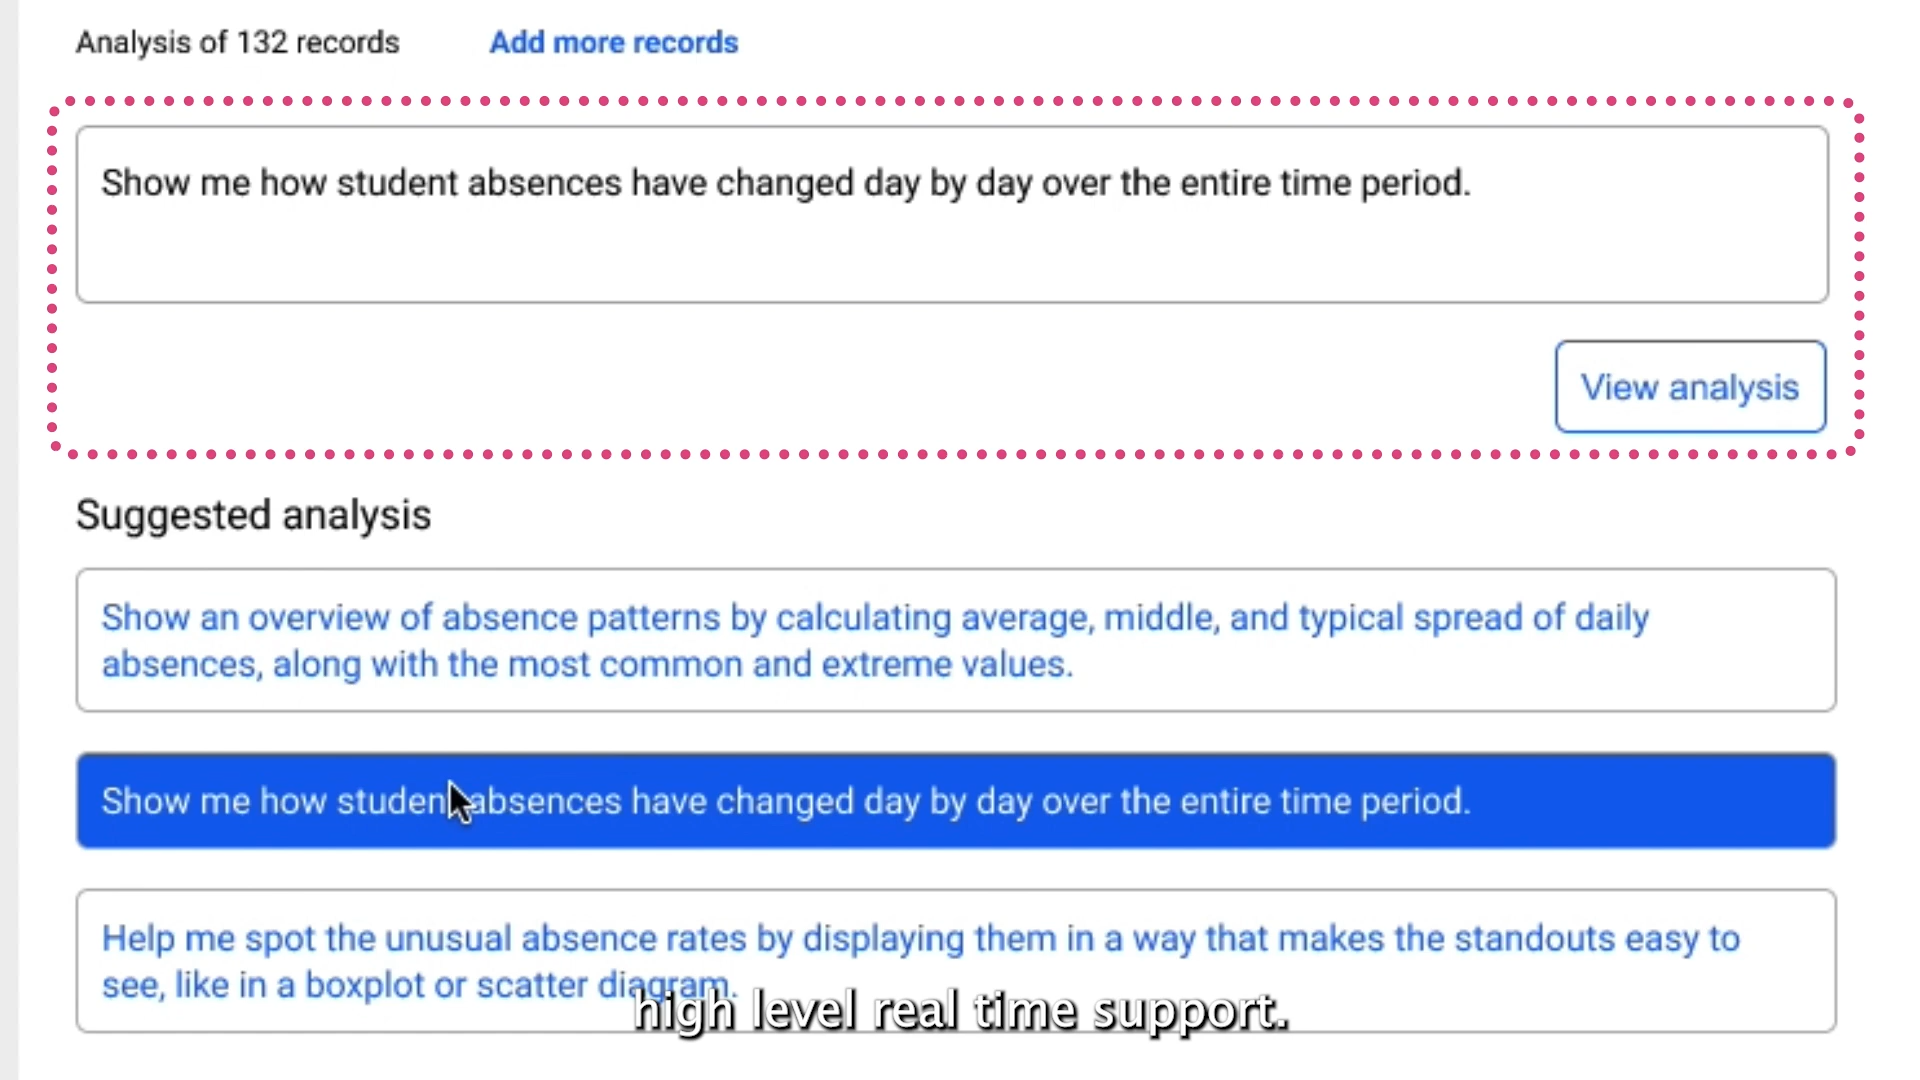 Analysis of 132 records
Add more records
Show me how student absences have changed day by day over the entire time period.
View analysis
Suggested analysis
Show an overview of absence patterns by calculating average, middle, and typical spread of daily
absences, along with the most common and extreme values.
Show me how student absences have changed day by day over the entire time period.
Help me spot the unusual absence rates by displaying them in a way that makes the standouts easy to
see, like in a boxplot or scatter diagram.
high level real time support.